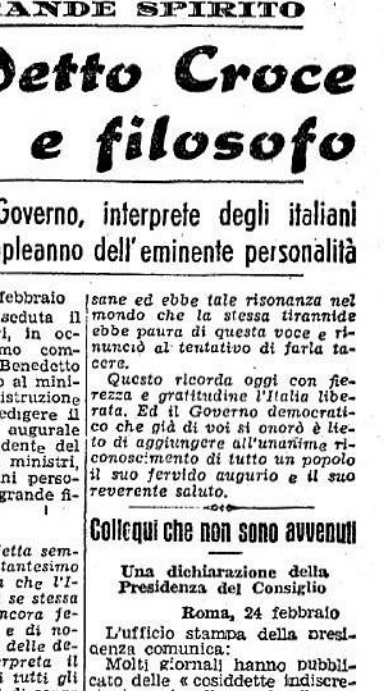 RANDE SPIRITO
detto Croce
e filosofo
Governo, interprete degli italiani
pleanno dell'eminente personalità
febbraio
seduta il
ri, in oc-
mo com-
Benedetto
o al mini-
istruzione
edigere il
augurale
dente del
ministri,
ni perso-
grande fi-
etta sem-
tantesimo
a che l'I-
se stessa
ncora fe-
e di no-
delle de-
rpreta il
i tutti gli
sane ed ebbe tale risonanza nel
mondo che la stessa tirannide
ebbe paura di questa voce e ri-
nunciò al tentativo di farla ta-
cere.
Questo ricorda oggi con fie-
rezza e gratitudine l'Italia libe-
rata. Ed il Governo democrati-
co che già di voi si onorò è lie-
to di aggiungere all'unanime ri-
conoscimento di tutto un popolo
il suo fervido augurio e il suo
reverente saluto.
Colloqui che non sono avvenuti
Una dichiarazione della
Presidenza del Consiglio
Roma, 24 febbraio
L'ufficio stampa della presi-
denza comunica:
Molti giornali hanno pubbli-
cato delle « cosiddette indiscre-